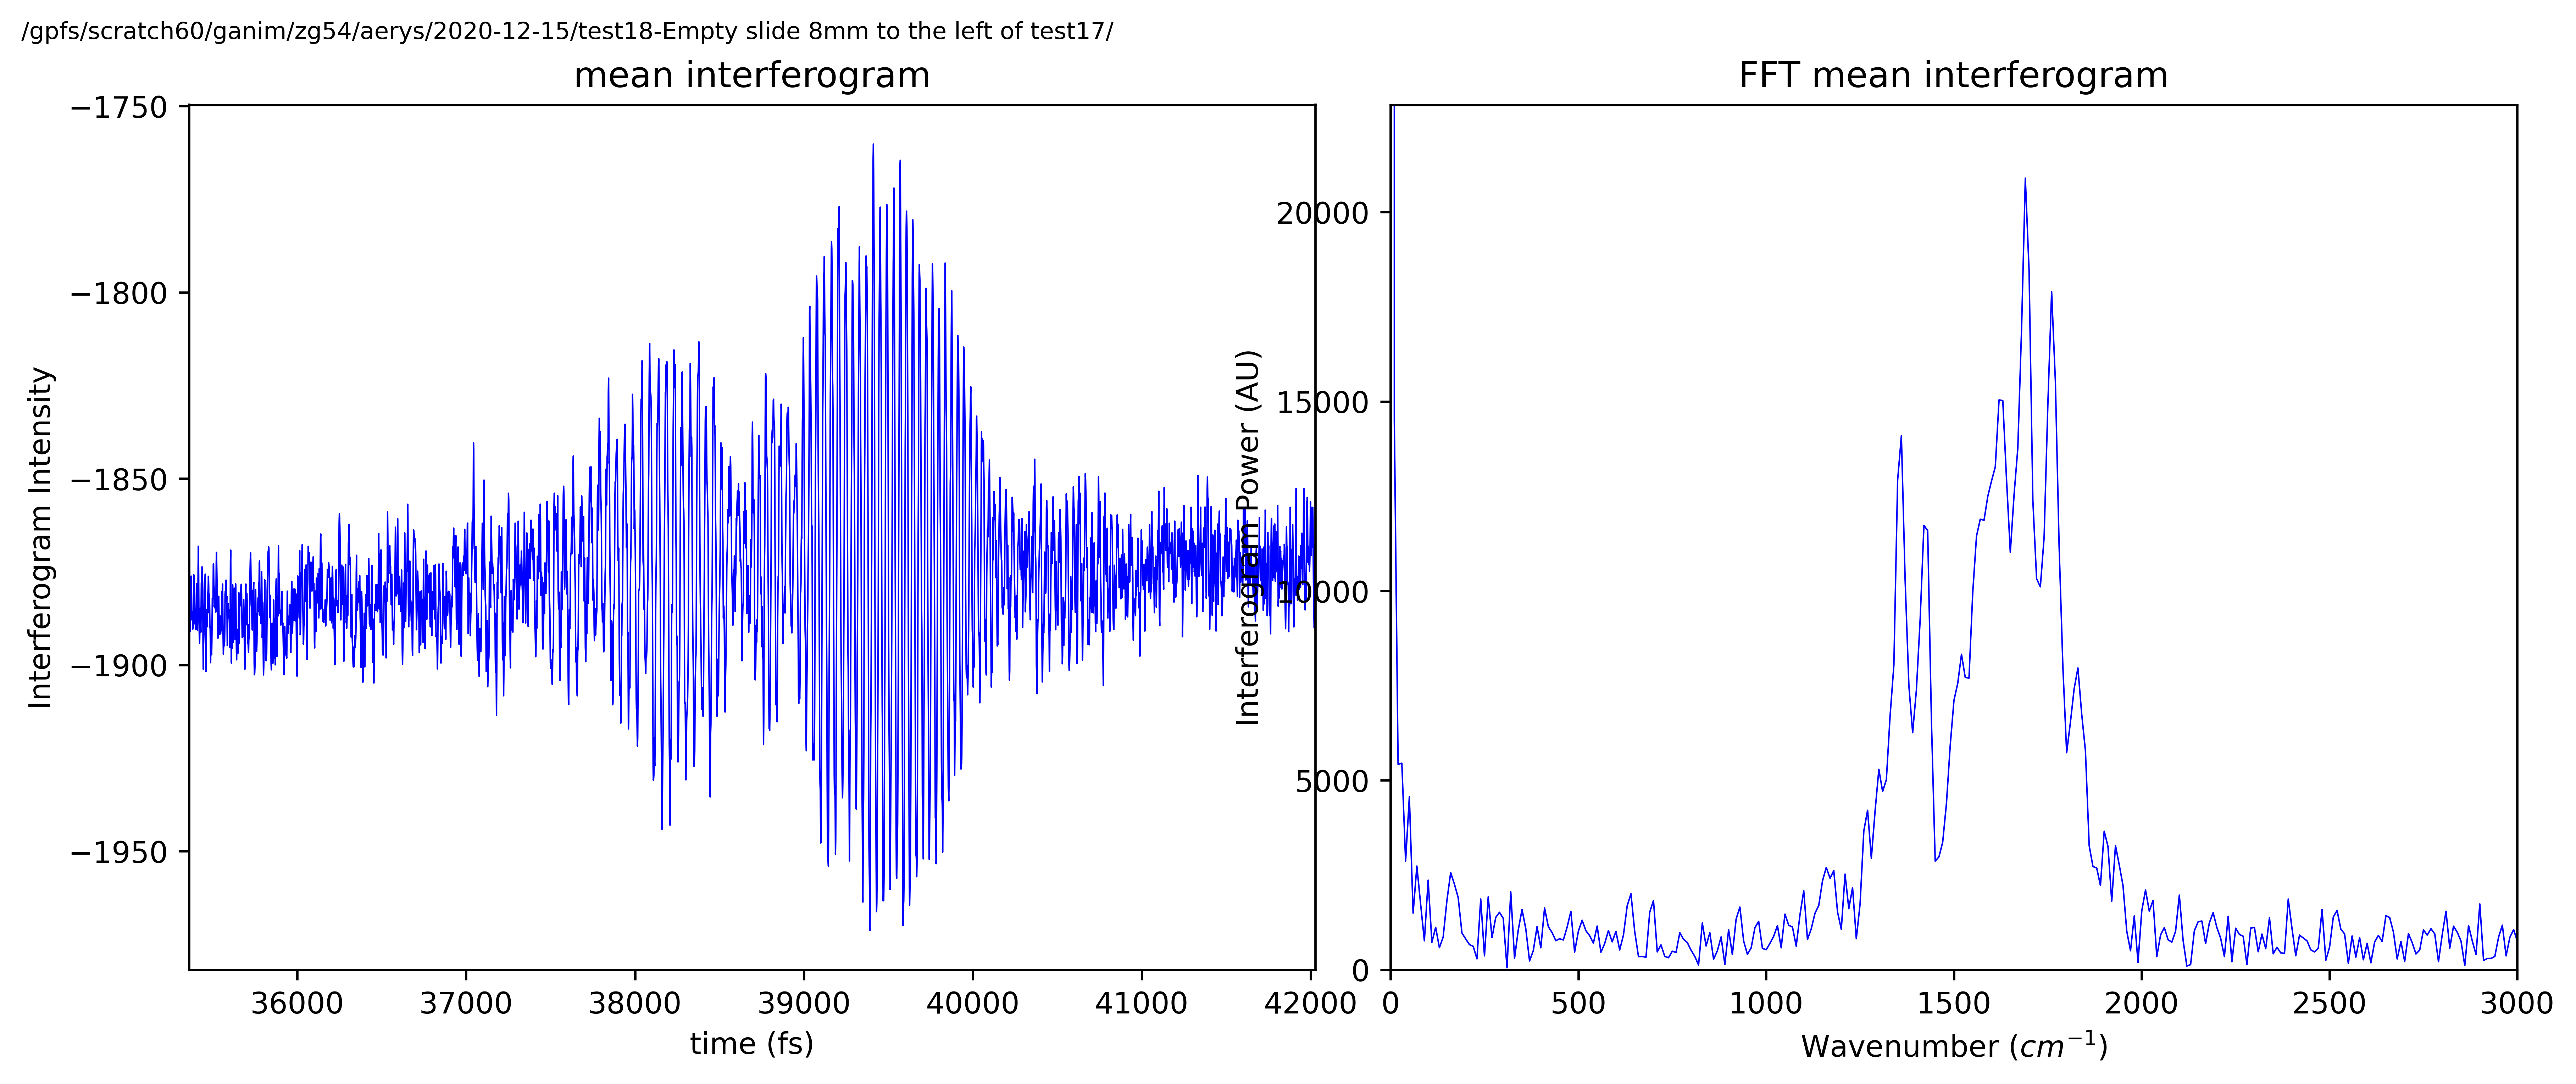 /gpfs/scratch60/ganim/zg54/aerys/2020-12-15/test18-Empty slide 8mm to the left of test17/
mean interferogram
−1750
−1800
−1850
−1900
−1950
Interferogram Intensity
36000 37000 38000 39000 40000 41000 42000
time (fs)
FFT mean interferogram
20000
15000
10000
5000
0
Interferogram Power (AU)
0 500 1000 1500 2000 2500 3000
Wavenumber (cm⁻¹)